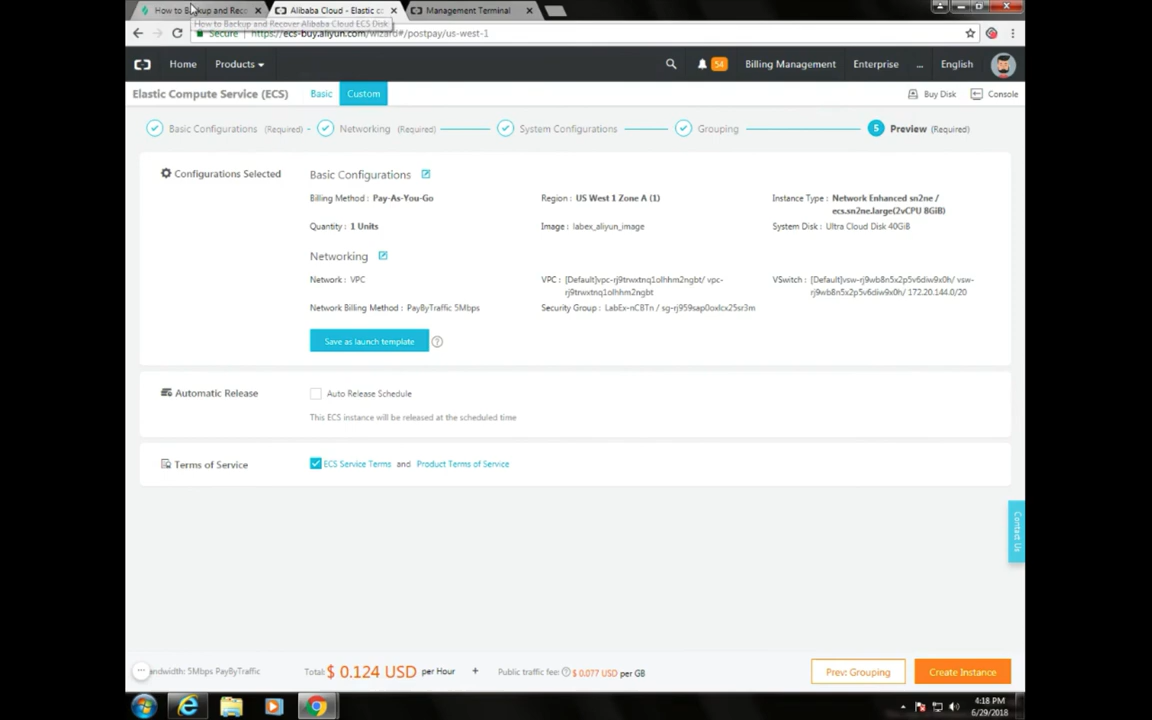 How to Backup and Reco
Alibaba Cloud - Elastic co
Management Terminal
How to Backup and Recover Alibaba Cloud ECS Disk
Secure
https://ecs-buy.aliyun.com/wizard#/postpay/us-west-1
Home
Products
54
Billing Management
Enterprise
...
English
Elastic Compute Service (ECS)
Basic
Custom
Buy Disk
Console
Basic Configurations (Required)
Networking (Required)
System Configurations
Grouping
5 Preview (Required)
Configurations Selected
Basic Configurations
Billing Method : Pay-As-You-Go
Region : US West 1 Zone A (1)
Instance Type : Network Enhanced sn2ne /
ecs.sn2ne.large(2vCPU 8GiB)
Quantity : 1 Units
Image : labex_aliyun_image
System Disk : Ultra Cloud Disk 40GiB
Networking
Network : VPC
VPC : [Default]vpc-rj9trwxtnq1olhhm2ngbt/ vpc-
rj9trwxtnq1olhhm2ngbt
VSwitch : [Default]vsw-rj9wb8n5x2p5v6diw9x0h/ vsw-
rj9wb8n5x2p5v6diw9x0h/ 172.20.144.0/20
Network Billing Method : PayByTraffic 5Mbps
Security Group : LabEx-nC8Tn / sg-rj959sap0oxlcx25sr3m
Save as launch template
?
Automatic Release
Auto Release Schedule
This ECS instance will be released at the scheduled time
Terms of Service
ECS Service Terms and Product Terms of Service
Contact Us
...
andwidth: 5Mbps PayByTraffic
Total: $ 0.124 USD per Hour
+
Public traffic fee: ? $ 0.077 USD per GB
Prev: Grouping
Create Instance
4:18 PM
6/29/2018